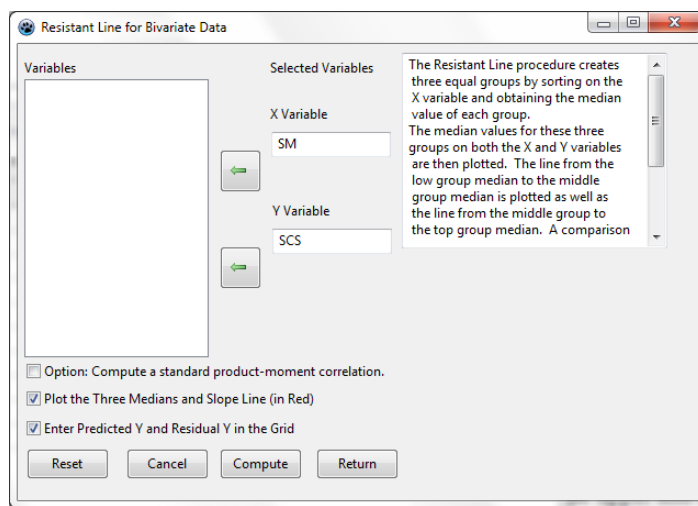 Resistant Line for Bivariate Data
Variables
Selected Variables
X Variable
SM
Y Variable
SCS
The Resistant Line procedure creates
three equal groups by sorting on the
X variable and obtaining the median
value of each group.
The median values for these three
groups on both the X and Y variables
are then plotted.  The line from the
low group median to the middle
group median is plotted as well as
the line from the middle group to
the top group median.  A comparison
Option: Compute a standard product-moment correlation.
Plot the Three Medians and Slope Line (in Red)
Enter Predicted Y and Residual Y in the Grid
Reset
Cancel
Compute
Return